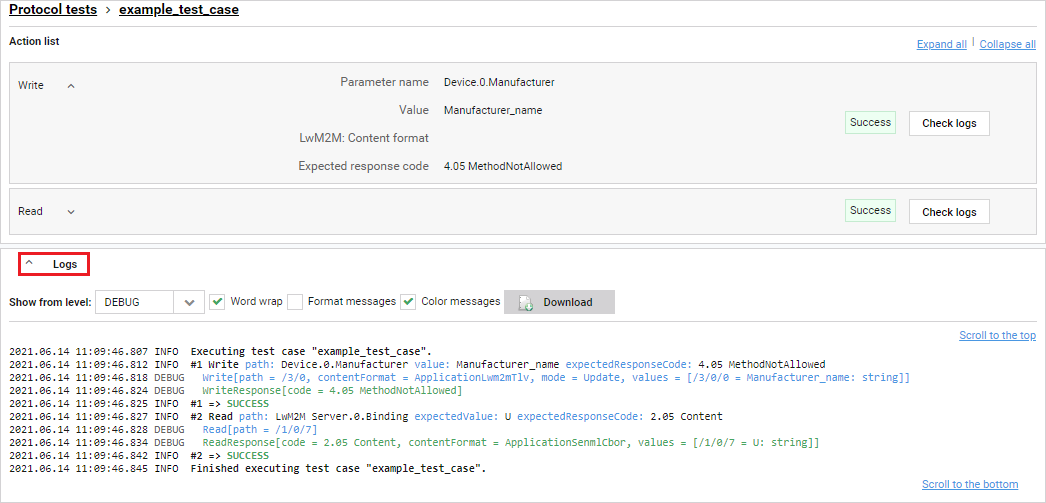 Protocol tests > example_test_case
Action list
Expand all | Collapse all
Write
Parameter name Device.0.Manufacturer
Value Manufacturer_name
LwM2M: Content format
Expected response code 4.05 MethodNotAllowed
Success Check logs
Read Success Check logs
Logs
Show from level: DEBUG Word wrap Format messages Color messages Download
Scroll to the top
2021.06.14 11:09:46.807 INFO Executing test case "example_test_case".
2021.06.14 11:09:46.812 INFO #1 Write path: Device.0.Manufacturer value: Manufacturer_name expectedResponseCode: 4.05 MethodNotAllowed
2021.06.14 11:09:46.818 DEBUG Write[path = /3/0, contentFormat = ApplicationLwm2mTlv, mode = Update, values = [/3/0/0 = Manufacturer_name: string]]
2021.06.14 11:09:46.824 DEBUG WriteResponse[code = 4.05 MethodNotAllowed]
2021.06.14 11:09:46.825 INFO #1 => SUCCESS
2021.06.14 11:09:46.827 INFO #2 Read path: LwM2M Server.0.Binding expectedValue: U expectedResponseCode: 2.05 Content
2021.06.14 11:09:46.828 DEBUG Read[path = /1/0/7]
2021.06.14 11:09:46.834 DEBUG ReadResponse[code = 2.05 Content, contentFormat = ApplicationSenmlCbor, values = [/1/0/7 = U: string]]
2021.06.14 11:09:46.842 INFO #2 => SUCCESS
2021.06.14 11:09:46.845 INFO Finished executing test case "example_test_case".
Scroll to the bottom